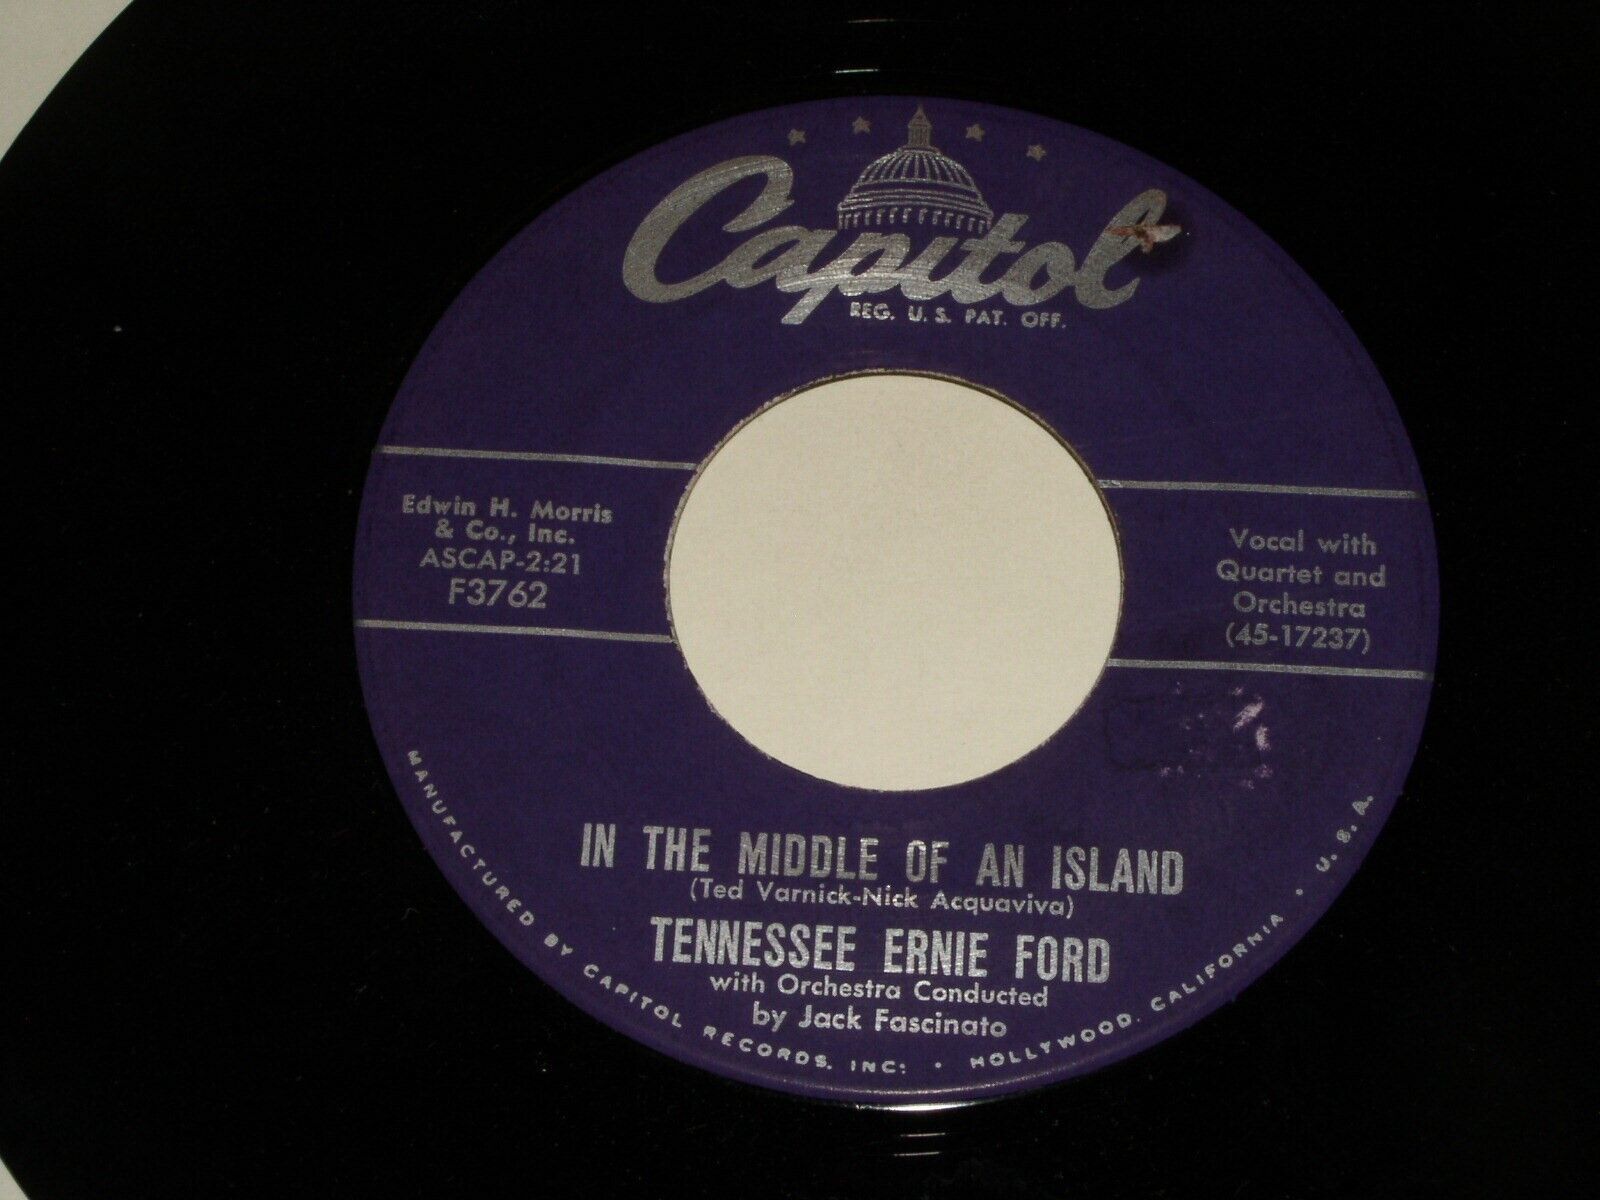 Capitol
REG. U.S. PAT. OFF.
Edwin H. Morris
& Co., Inc.
ASCAP-2:21
F3762
Vocal with
Quartet and
Orchestra
(45-17237)
IN THE MIDDLE OF AN ISLAND
(Ted Varnick-Nick Acquaviva)
TENNESSEE ERNIE FORD
with Orchestra Conducted
by Jack Fascinato
MANUFACTURED BY CAPITOL RECORDS, INC. • HOLLYWOOD, CALIFORNIA • U.S.A.